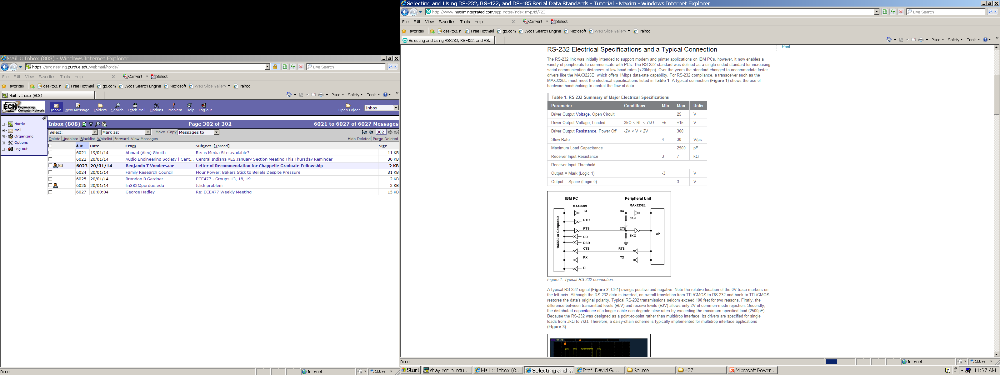 Mail :: Inbox (808) - Windows Internet Explorer
https://engineering.purdue.edu/webmail/horde/
Live Search
File Edit View Favorites Tools Help x Convert Select
Favorites desktop.ini Free Hotmail go.com Lycos Search Engine Microsoft Web Slice Gallery Yahoo!
Mail :: Inbox (808)
Page Safety Tools »
ECN Engineering Computer Network
Inbox New Message Folders Search Fetch Mail Options Problem Help Log out
Open Folder Inbox
Horde
Mail
Organizing
Options
Log out
Inbox (808) Page 302 of 302 6021 to 6027 of 6027 Messages
Select: Mark as: Move | Copy Messages to 302
Delete | Undelete | Blacklist | Whitelist | Forward | View Messages Hide Deleted | Purge Deleted
# Date From Subject [Thread] Size
6021 19/01/14 Ahmad (Alex) Gheith Re: is Media Site available? 11 KB
6022 20/01/14 Audio Engineering Society | Cent... Central Indiana AES January Section Meeting This Thursday Reminder 30 KB
6023 20/01/14 Benjamin T Vondersaar Letter of Recommendation for Chappelle Graduate Fellowship 2 KB
6024 20/01/14 Family Research Council Flour Power: Bakers Stick to Beliefs Despite Pressure 31 KB
6025 20/01/14 Brandon B Gardner ECE477 - Groups 13, 18, 19 2 KB
6026 20/01/14 lin382@purdue.edu Iclick problem 2 KB
6027 10:00:04 George Hadley Re: ECE477 Weekly Meeting 15 KB
Done Internet 100%
Selecting and Using RS-232, RS-422, and RS-485 Serial Data Standards - Tutorial - Maxim - Windows Internet Explorer
http://www.maximintegrated.com/app-notes/index.mvp/id/723
Live Search
File Edit View Favorites Tools Help x Convert Select
Favorites desktop.ini Free Hotmail go.com Lycos Search Engine Microsoft Web Slice Gallery Yahoo!
Selecting and Using RS-232, RS-422, and RS...
Page Safety Tools »
Print
RS-232 Electrical Specifications and a Typical Connection
The RS-232 link was initially intended to support modem and printer applications on IBM PCs, however, it now enables a
variety of peripherals to communicate with PCs. The RS-232 standard was defined as a single-ended standard for increasing
serial-communication distances at low baud rates (<20kbps). Over the years the standard changed to accommodate faster
drivers like the MAX3225E, which offers 1Mbps data-rate capability. For RS-232 compliance, a transceiver such as the
MAX3225E must meet the electrical specifications listed in Table 1. A typical connection (Figure 1) shows the use of
hardware handshaking to control the flow of data.
Table 1. RS-232 Summary of Major Electrical Specifications
Parameter Conditions Min Max Units
Driver Output Voltage, Open Circuit 25 V
Driver Output Voltage, Loaded 3kΩ < RL < 7kΩ ±5 ±15 V
Driver Output Resistance, Power Off -2V < V < 2V 300
Slew Rate 4 30 V/µs
Maximum Load Capacitance 2500 pF
Receiver Input Resistance 3 7 kΩ
Receiver Input Threshold:
Output = Mark (Logic 1) -3 V
Output = Space (Logic 0) 3 V
IBM PC Peripheral Unit
MAX3209 MAX3232E
TX RX
5KΩ
DTR
RTS CTS
5KΩ
CD
DSR
CTS RTS
RX TX
RI
16C550 or Compatible
uP
Figure 1. Typical RS-232 connection.
A typical RS-232 signal (Figure 2, CH1) swings positive and negative. Note the relative location of the 0V trace markers on
the left axis. Although the RS-232 data is inverted, an overall translation from TTL/CMOS to RS-232 and back to TTL/CMOS
restores the data's original polarity. Typical RS-232 transmissions seldom exceed 100 feet for two reasons. Firstly, the
difference between transmitted levels (±5V) and receive levels (±3V) allows only 2V of common-mode rejection. Secondly,
the distributed capacitance of a longer cable can degrade slew rates by exceeding the maximum specified load (2500pF).
Because the RS-232 was designed as a point-to-point rather than multidrop interface, its drivers are specified for single
loads from 3kΩ to 7kΩ. Therefore, a daisy-chain scheme is typically implemented for multidrop interface applications
(Figure 3).
PreVu
Done Internet 100%
Start shay.ecn.purdu... Mail :: Inbox (8... Selecting and ... Prof. David G. ... Source 477 Microsoft Power... « 11:37 AM